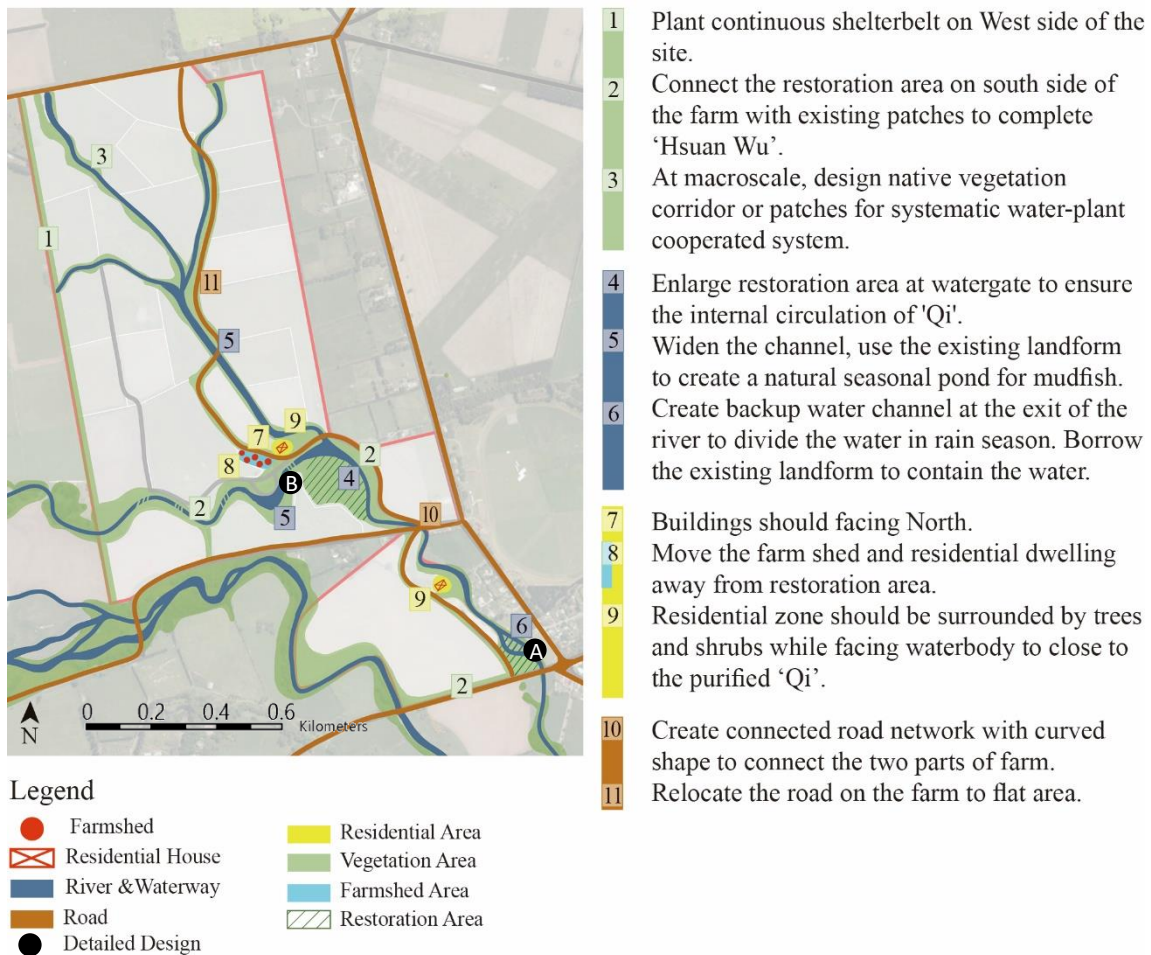 1
Plant continuous shelterbelt on West side of the
site.
2
Connect the restoration area on south side of
the farm with existing patches to complete
‘Hsuan Wu’.
3
At macroscale, design native vegetation
corridor or patches for systematic water-plant
cooperated system.
4
Enlarge restoration area at watergate to ensure
the internal circulation of 'Qi'.
5
Widen the channel, use the existing landform
to create a natural seasonal pond for mudfish.
6
Create backup water channel at the exit of the
river to divide the water in rain season. Borrow
the existing landform to contain the water.
7
Buildings should facing North.
8
Move the farm shed and residential dwelling
away from restoration area.
9
Residential zone should be surrounded by trees
and shrubs while facing waterbody to close to
the purified ‘Qi’.
10
Create connected road network with curved
shape to connect the two parts of farm.
11
Relocate the road on the farm to flat area.
3
1
11
5
9
7
8
2
4
B
2
5
10
9
6
A
2
N
0 0.2 0.4 0.6
Kilometers
Legend
Farmshed
Residential House
River &Waterway
Road
Detailed Design
Residential Area
Vegetation Area
Farmshed Area
Restoration Area